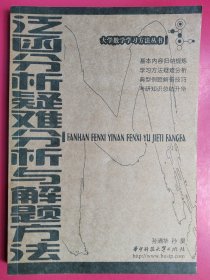 大学数学学习方法丛书
基本内容归纳提炼
学习方法疑难分析
典型例题解答技巧
考研知识总结升华
泛函分析疑难分析与解题方法
FANHAN FENXI YINAN FENXI YU JIETI FANGFA
孙清华 孙昊
华中科技大学出版社